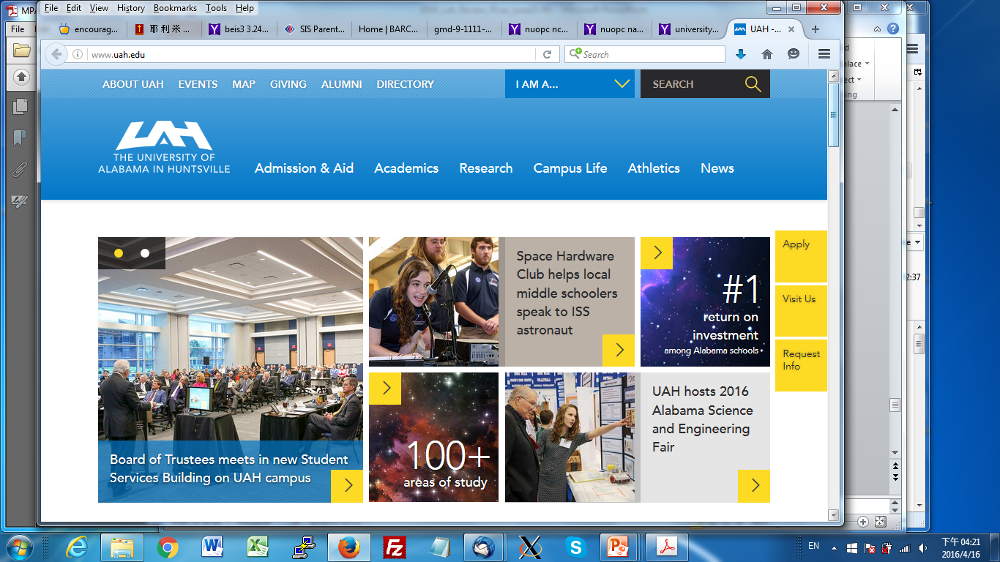 MPA
File
File Edit View History Bookmarks Tools Help
encourag...
耶 利 米 ...
beis3 3.24...
SIS Parent...
Home | BARC...
gmd-9-1111-...
nuopc nc...
nuopc na...
university...
UAH -...
www.uah.edu
Search
ABOUT UAH EVENTS MAP GIVING ALUMNI DIRECTORY
I AM A...
SEARCH
UAH
THE UNIVERSITY OF
ALABAMA IN HUNTSVILLE
Admission & Aid Academics Research Campus Life Athletics News
Space Hardware
Club helps local
middle schoolers
speak to ISS
astronaut
#1
return on
investment
among Alabama schools
Apply
Visit Us
Request
Info
Board of Trustees meets in new Student
Services Building on UAH campus
100+
areas of study
UAH hosts 2016
Alabama Science
and Engineering
Fair
2:37
EN
下午 04:21
2016/4/16